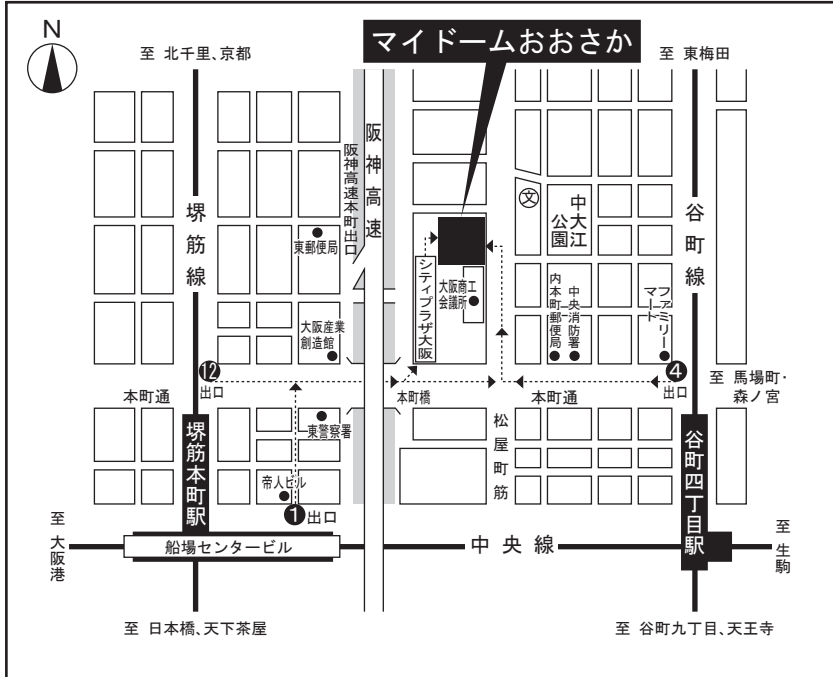 N
マイドームおおさか
至 北千里、京都
至 東梅田
阪神高速
阪神高速本町出口
堺筋線
谷町線
文
中大江
公園
東郵便局
シティプラザ大阪
大阪商工
会議所
内本町郵便局
中央消防署
ファミリー
マート
大阪産業
創造館
12
出口
4
出口
至 馬場町・
森ノ宮
本町通
本町橋
本町通
東警察署
松屋町筋
堺筋本町駅
谷町四丁目駅
帝人ビル
1 出口
至 大阪港
船場センタービル
中央線
至 生駒
至 日本橋、天下茶屋
至 谷町九丁目、天王寺